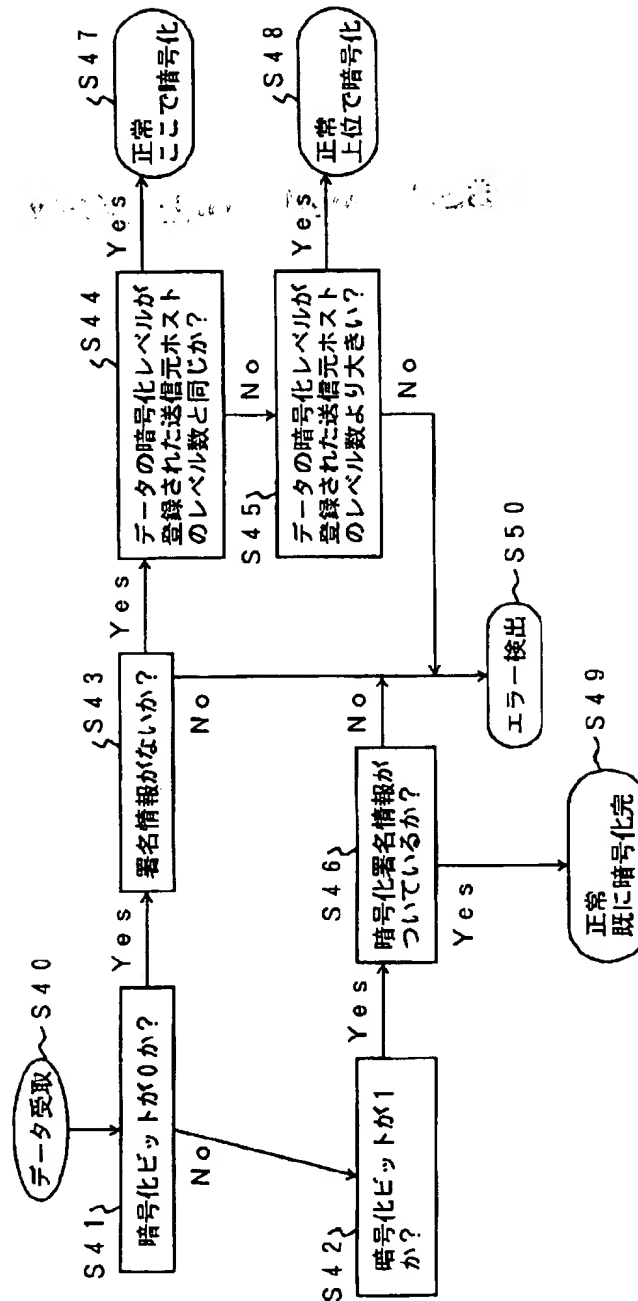 データ受取
S40
S41
暗号化ビットが0か?
Yes
No
S42
暗号化ビットが1
か?
Yes
S43
署名情報がないか?
Yes
No
S44
データの暗号化レベルが
登録された送信元ホスト
のレベル数と同じか?
Yes
No
S45
データの暗号化レベルが
登録された送信元ホスト
のレベル数より大きい?
Yes
No
S46
暗号化署名情報が
ついているか?
No
Yes
S47
正常
ここで暗号化
S48
正常
上位で暗号化
S49
正常
既に暗号化完
エラー検出
S50